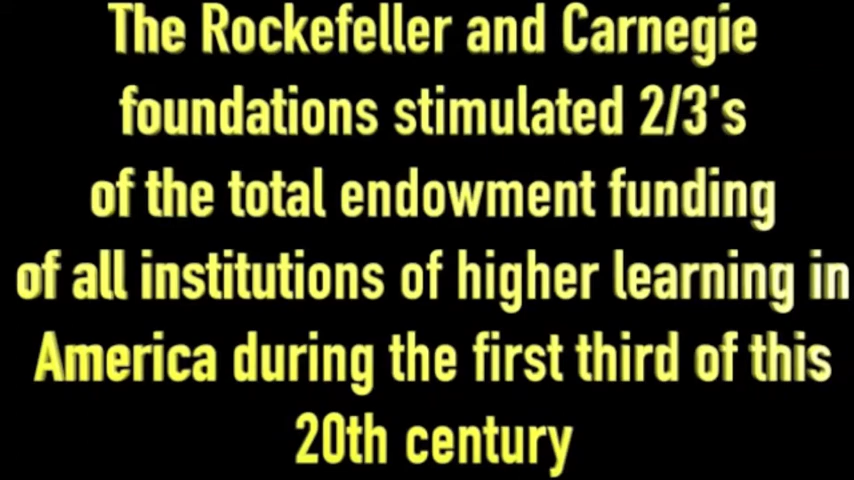 The Rockefeller and Carnegie
foundations stimulated 2/3's
of the total endowment funding
of all institutions of higher learning in
America during the first third of this
20th century